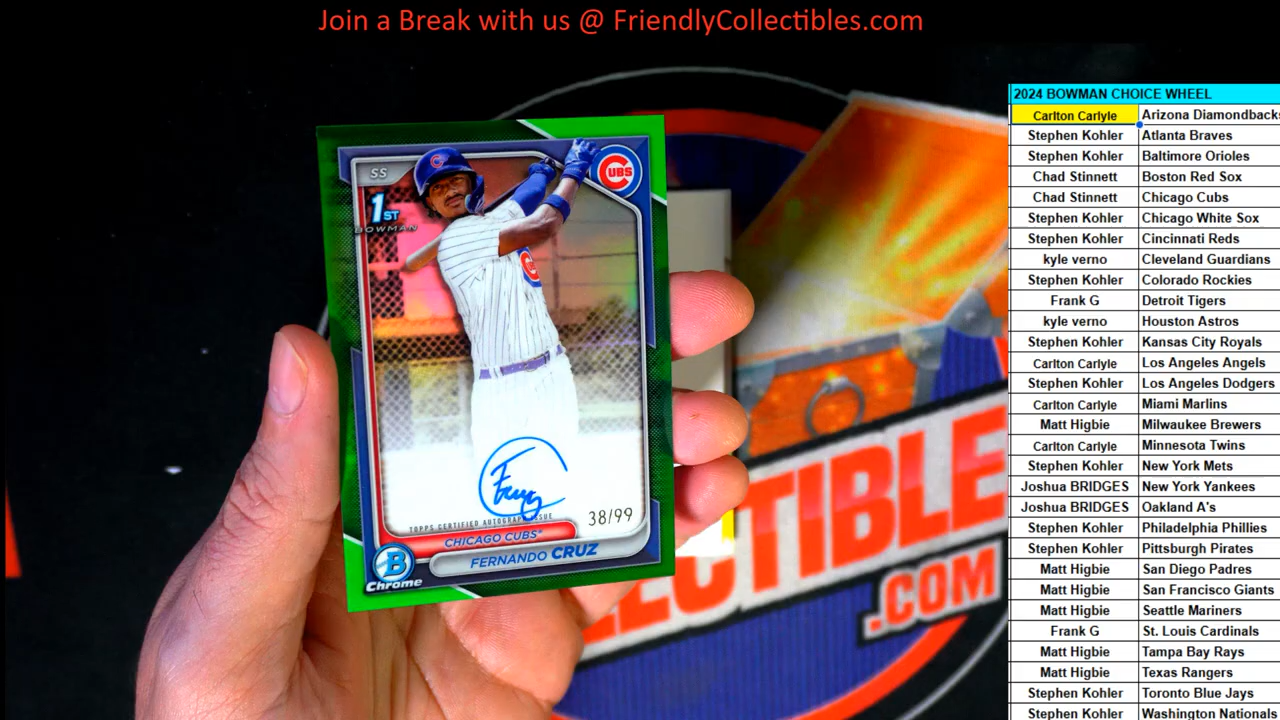 Join a Break with us @ FriendlyCollectibles.com
SS
1ST
BOWMAN
CUBS
TOPPS CERTIFIED AUTOGRAPH ISSUE
38/99
CHICAGO CUBS
FERNANDO CRUZ
B
Chrome
ECTIBLE
.COM
2024 BOWMAN CHOICE WHEEL
Carlton Carlyle Arizona Diamondbacks
Stephen Kohler Atlanta Braves
Stephen Kohler Baltimore Orioles
Chad Stinnett Boston Red Sox
Chad Stinnett Chicago Cubs
Stephen Kohler Chicago White Sox
Stephen Kohler Cincinnati Reds
kyle verno Cleveland Guardians
Stephen Kohler Colorado Rockies
Frank G Detroit Tigers
kyle verno Houston Astros
Stephen Kohler Kansas City Royals
Carlton Carlyle Los Angeles Angels
Stephen Kohler Los Angeles Dodgers
Carlton Carlyle Miami Marlins
Matt Higbie Milwaukee Brewers
Carlton Carlyle Minnesota Twins
Stephen Kohler New York Mets
Joshua BRIDGES New York Yankees
Joshua BRIDGES Oakland A's
Stephen Kohler Philadelphia Phillies
Stephen Kohler Pittsburgh Pirates
Matt Higbie San Diego Padres
Matt Higbie San Francisco Giants
Matt Higbie Seattle Mariners
Frank G St. Louis Cardinals
Matt Higbie Tampa Bay Rays
Matt Higbie Texas Rangers
Stephen Kohler Toronto Blue Jays
Stephen Kohler Washington Nationals